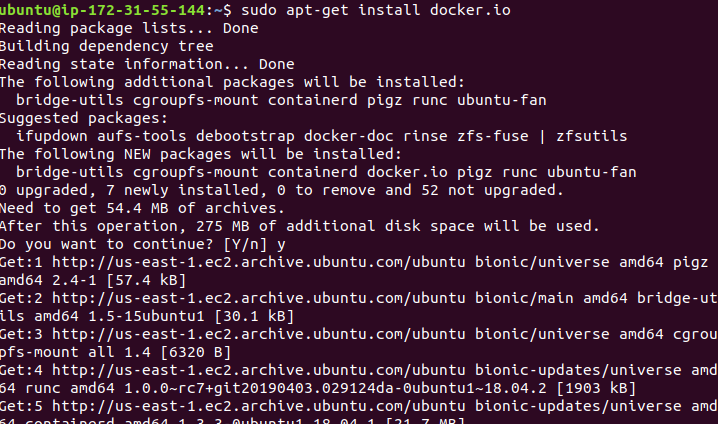 ubuntu@ip-172-31-55-144:~$ sudo apt-get install docker.io
Reading package lists... Done
Building dependency tree
Reading state information... Done
The following additional packages will be installed:
  bridge-utils cgroupfs-mount containerd pigz runc ubuntu-fan
Suggested packages:
  ifupdown aufs-tools debootstrap docker-doc rinse zfs-fuse | zfsutils
The following NEW packages will be installed:
  bridge-utils cgroupfs-mount containerd docker.io pigz runc ubuntu-fan
0 upgraded, 7 newly installed, 0 to remove and 52 not upgraded.
Need to get 54.4 MB of archives.
After this operation, 275 MB of additional disk space will be used.
Do you want to continue? [Y/n] y
Get:1 http://us-east-1.ec2.archive.ubuntu.com/ubuntu bionic/universe amd64 pigz
amd64 2.4-1 [57.4 kB]
Get:2 http://us-east-1.ec2.archive.ubuntu.com/ubuntu bionic/main amd64 bridge-ut
ils amd64 1.5-15ubuntu1 [30.1 kB]
Get:3 http://us-east-1.ec2.archive.ubuntu.com/ubuntu bionic/universe amd64 cgrou
pfs-mount all 1.4 [6320 B]
Get:4 http://us-east-1.ec2.archive.ubuntu.com/ubuntu bionic-updates/universe amd
64 runc amd64 1.0.0~rc7+git20190403.029124da-0ubuntu1~18.04.2 [1903 kB]
Get:5 http://us-east-1.ec2.archive.ubuntu.com/ubuntu bionic-updates/universe amd
64 containerd amd64 1.3.3-0ubuntu1~18.04.1 [21.7 MB]